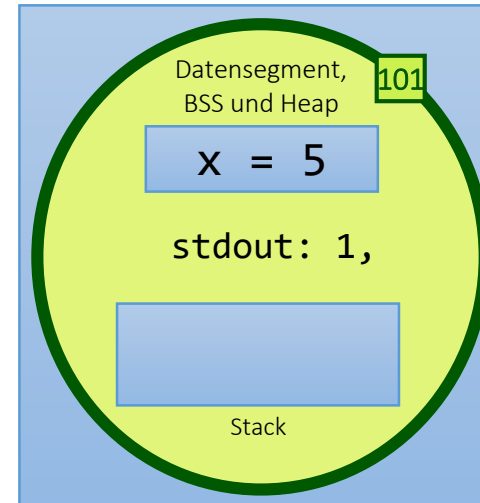 Datensegment,
BSS und Heap
101
x = 5
stdout: 1,
Stack